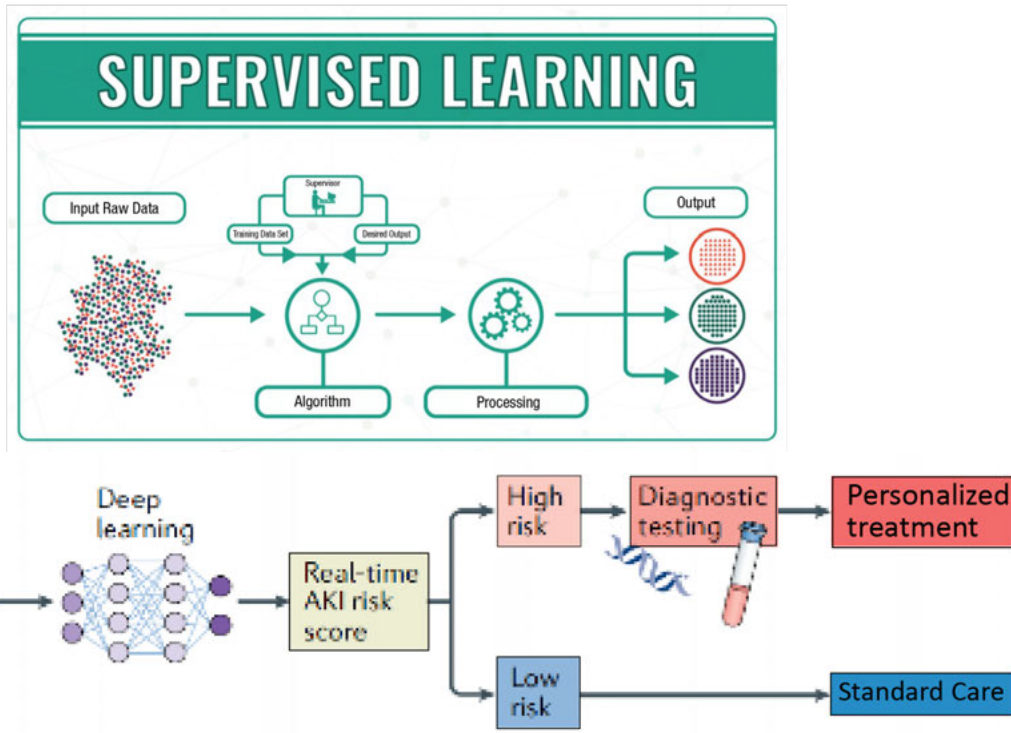 SUPERVISED LEARNING
Input Raw Data
Supervisor
Training Data Set
Desired Output
Algorithm
Processing
Output
Deep
learning
Real-time
AKI risk
score
High
risk
Diagnostic
testing
Personalized
treatment
Low
risk
Standard Care